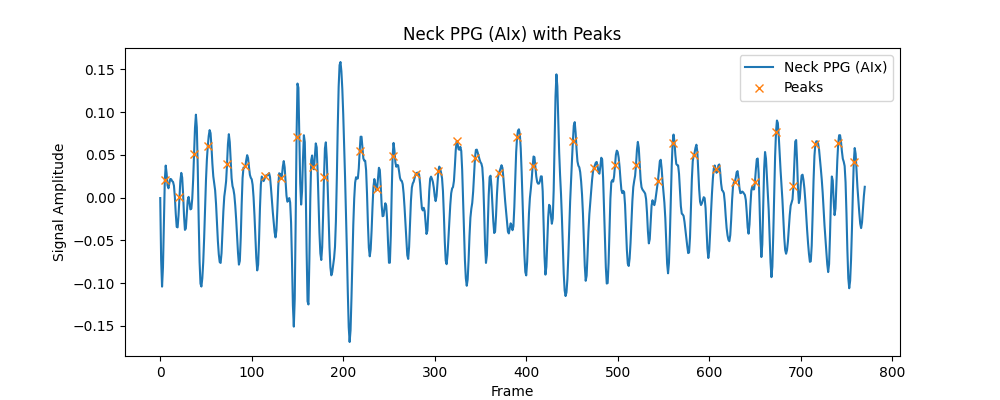 Neck PPG (AIx) with Peaks
Neck PPG (AIx)
Peaks
0.15
0.10
0.05
0.00
−0.05
−0.10
−0.15
Signal Amplitude
0 100 200 300 400 500 600 700 800
Frame